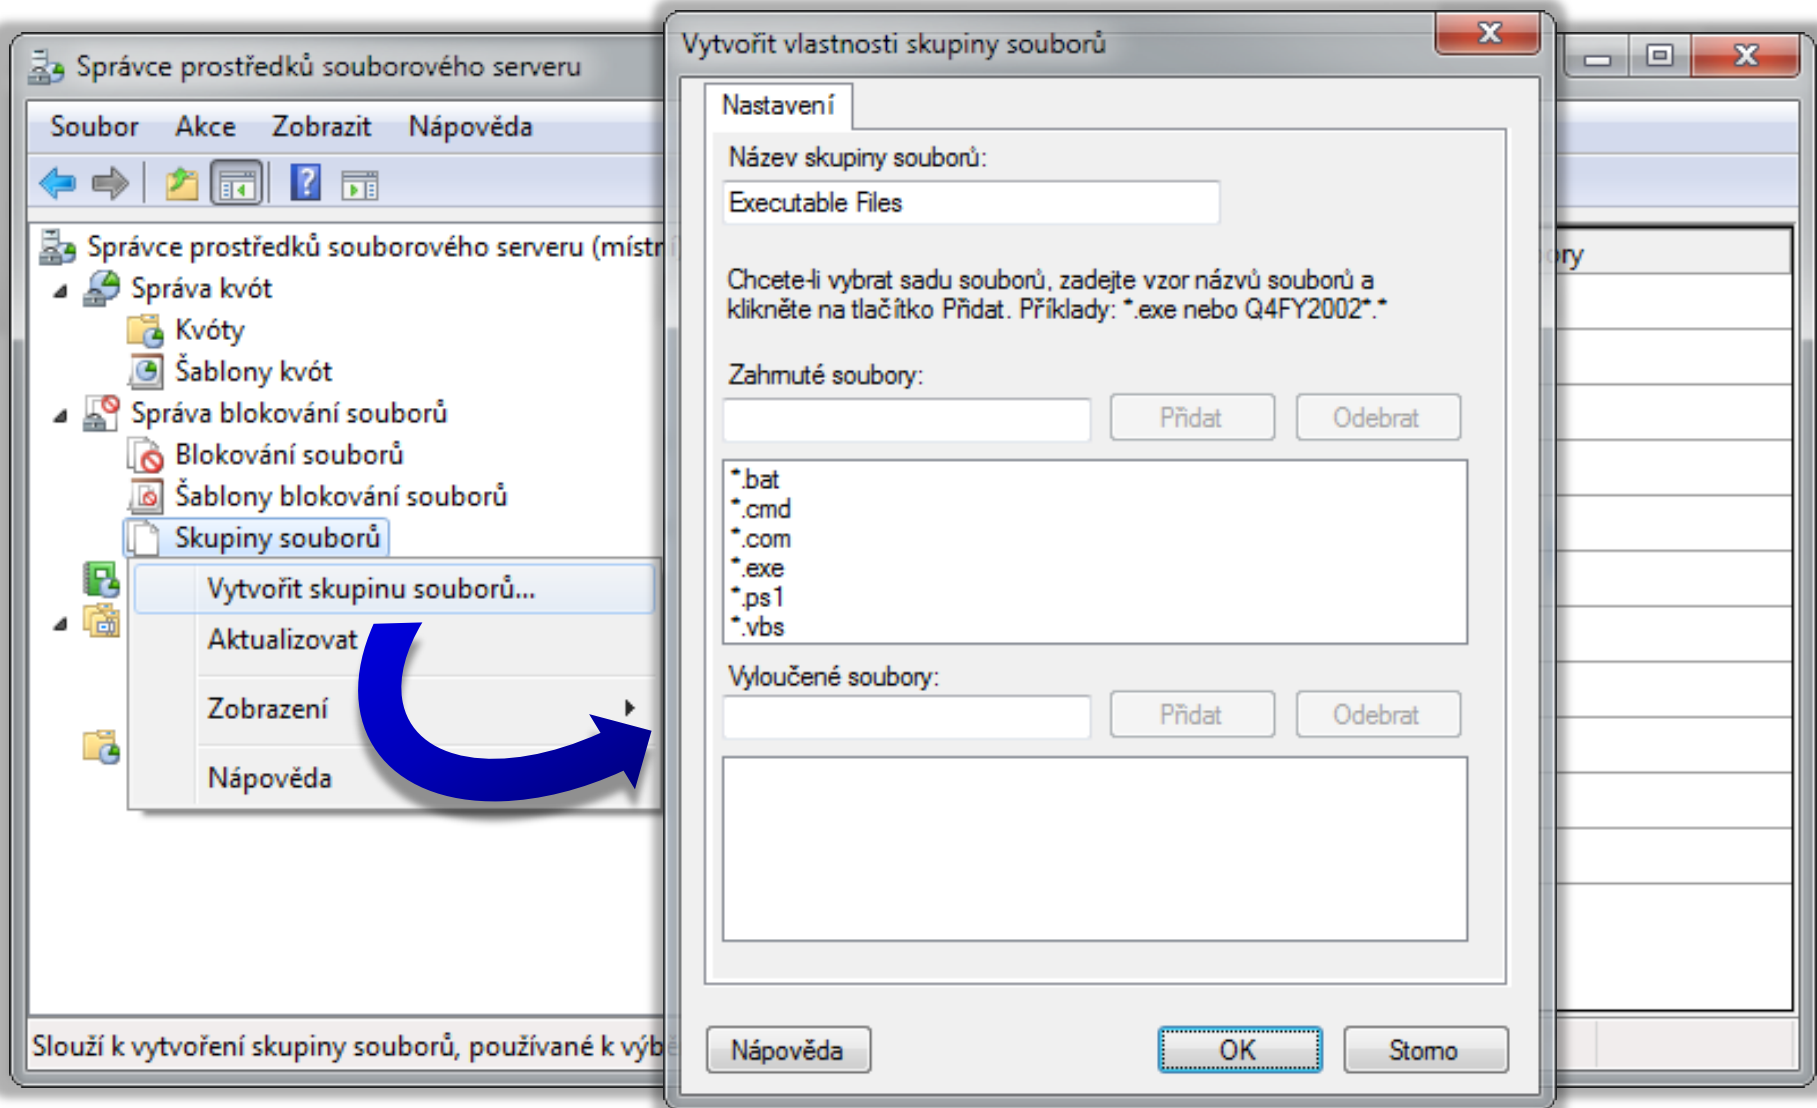 Správce prostředků souborového serveru
Soubor Akce Zobrazit Nápověda
Správce prostředků souborového serveru (místn
Správa kvót
Kvóty
Šablony kvót
Správa blokování souborů
Blokování souborů
Šablony blokování souborů
Skupiny souborů
Vytvořit skupinu souborů...
Aktualizovat
Zobrazení
Nápověda
Slouží k vytvoření skupiny souborů, používané k výb
Vytvořit vlastnosti skupiny souborů
Nastavení
Název skupiny souborů:
Executable Files
Chcete-li vybrat sadu souborů, zadejte vzor názvů souborů a
klikněte na tlačítko Přidat. Příklady: *.exe nebo Q4FY2002*.*
Zahrnuté soubory:
Přidat Odebrat
*.bat
*.cmd
*.com
*.exe
*.ps1
*.vbs
Vyloučené soubory:
Přidat Odebrat
Nápověda OK Storno
ory